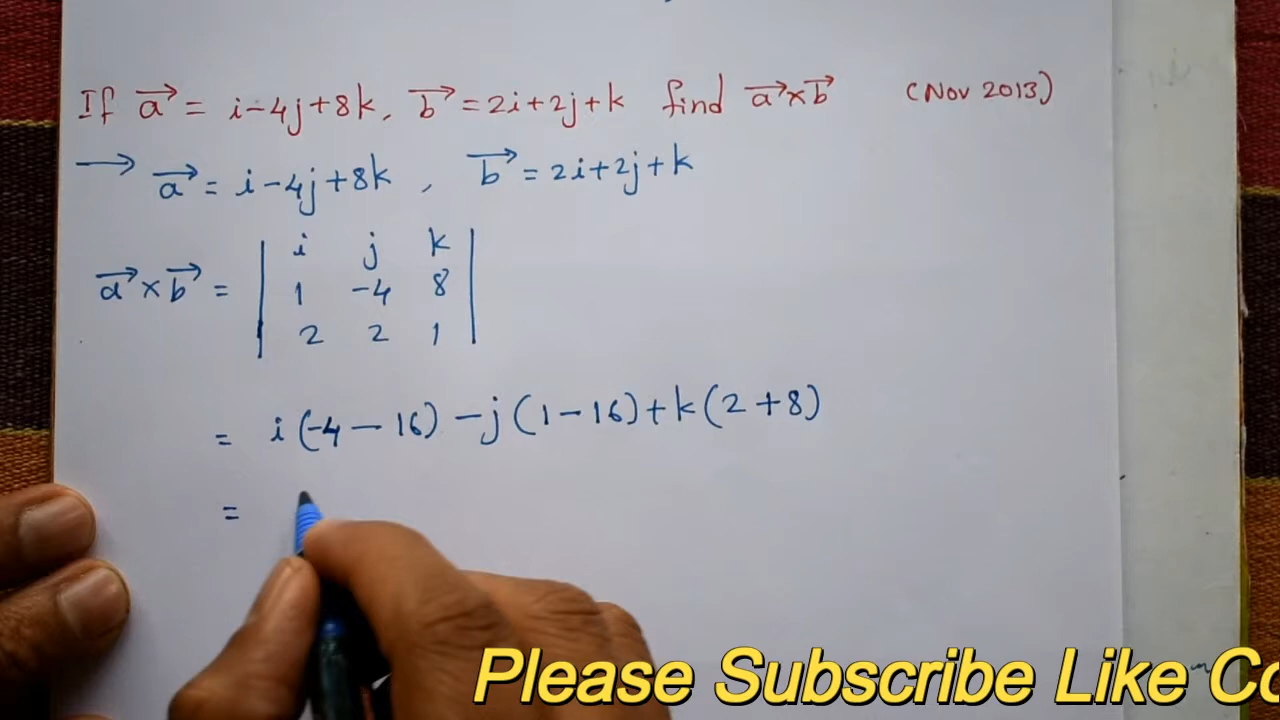 If a→ = i-4j+8k, b→ = 2i+2j+k find a→×b→ (Nov 2013)
→ a→ = i-4j+8k, b→ = 2i+2j+k
a→×b→ = | i j k |
| 1 -4 8 |
| 2 2 1 |
= i(-4-16) -j(1-16)+k(2+8)
=
Please Subscribe Like Co